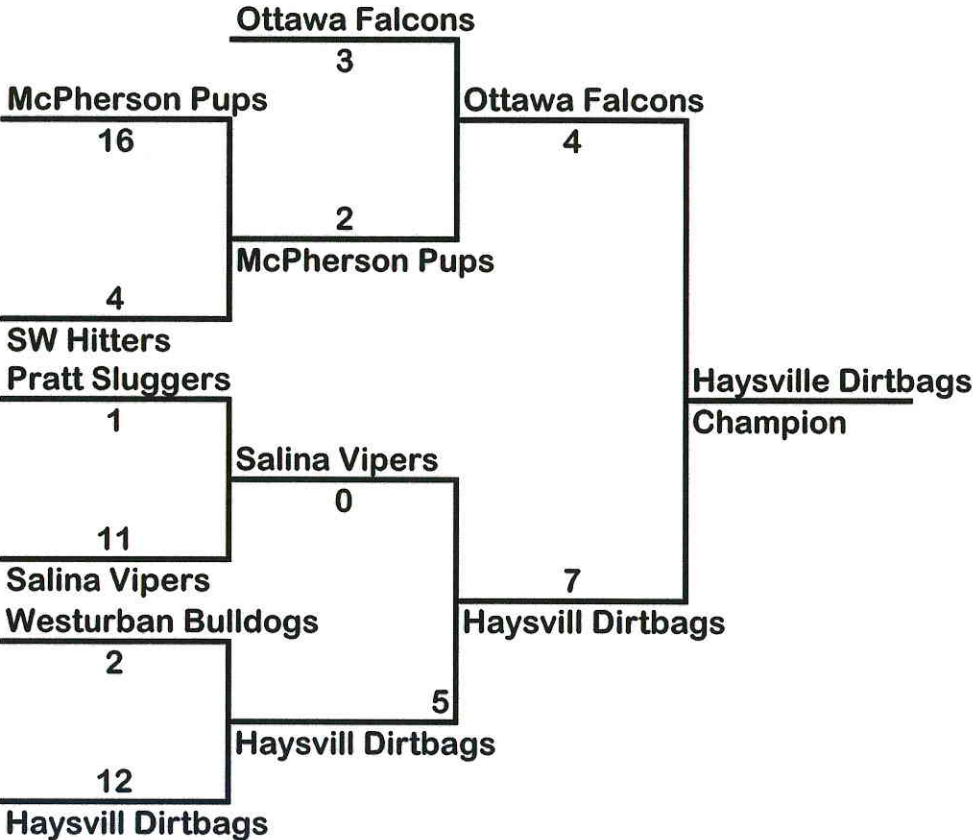 Ottawa Falcons
3
McPherson Pups
16
Ottawa Falcons
4
2
McPherson Pups
4
SW Hitters
Pratt Sluggers
1
Haysville Dirtbags
Champion
Salina Vipers
0
11
Salina Vipers
7
Haysvill Dirtbags
Westurban Bulldogs
2
5
Haysvill Dirtbags
12
Haysvill Dirtbags